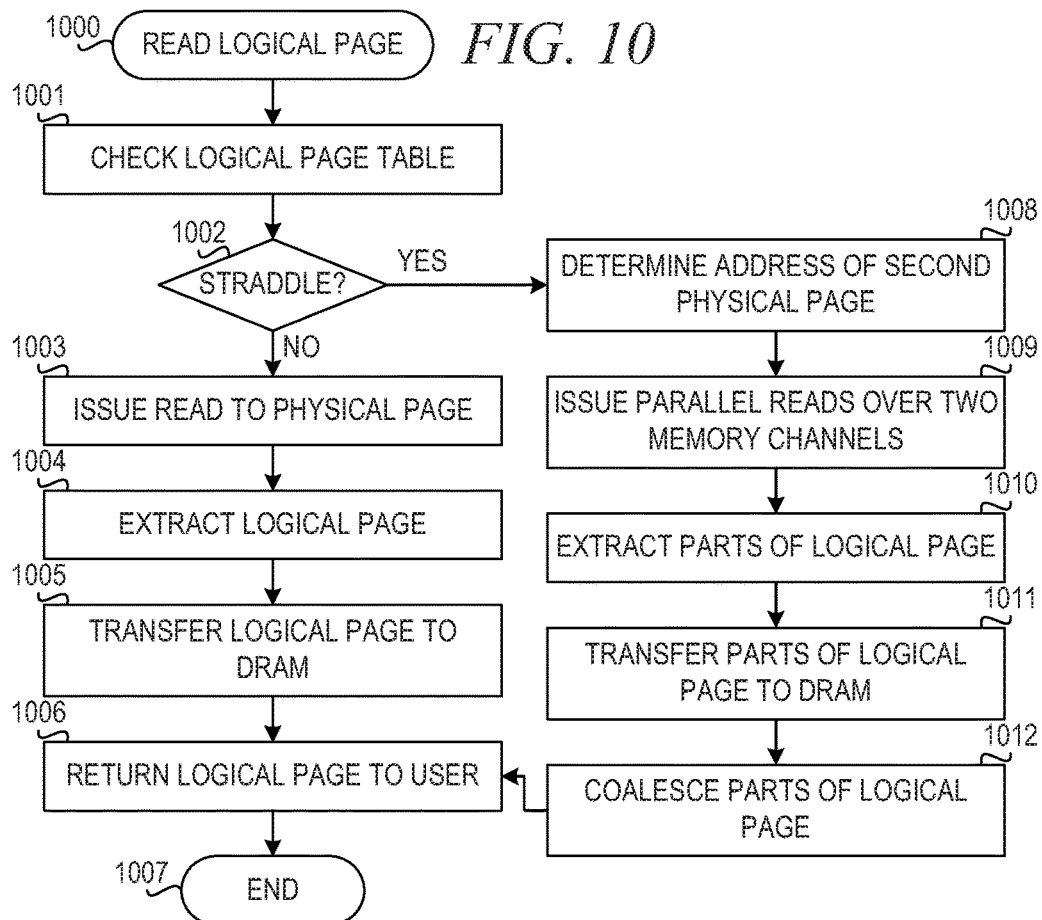 1000
READ LOGICAL PAGE
FIG. 10
1001
CHECK LOGICAL PAGE TABLE
1002
STRADDLE?
YES
NO
1003
ISSUE READ TO PHYSICAL PAGE
1004
EXTRACT LOGICAL PAGE
1005
TRANSFER LOGICAL PAGE TO
DRAM
1006
RETURN LOGICAL PAGE TO USER
1007
END
1008
DETERMINE ADDRESS OF SECOND
PHYSICAL PAGE
1009
ISSUE PARALLEL READS OVER TWO
MEMORY CHANNELS
1010
EXTRACT PARTS OF LOGICAL PAGE
1011
TRANSFER PARTS OF LOGICAL
PAGE TO DRAM
1012
COALESCE PARTS OF LOGICAL
PAGE